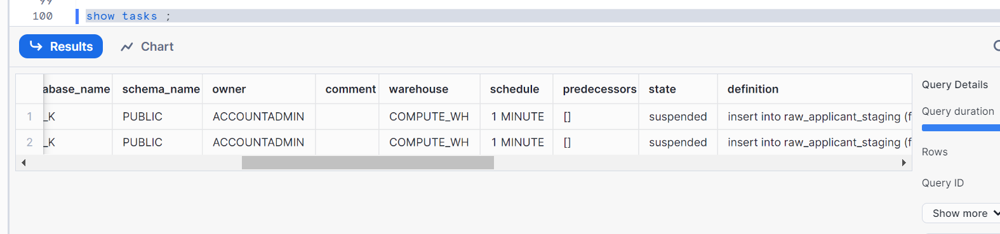 99
100 show tasks ;
Results Chart
abase_name schema_name owner comment warehouse schedule predecessors state definition
1 _K PUBLIC ACCOUNTADMIN COMPUTE_WH 1 MINUTE [] suspended insert into raw_applicant_staging (f
2 _K PUBLIC ACCOUNTADMIN COMPUTE_WH 1 MINUTE [] suspended insert into raw_applicant_staging (f
Query Details
Query duration
Rows
Query ID
Show more